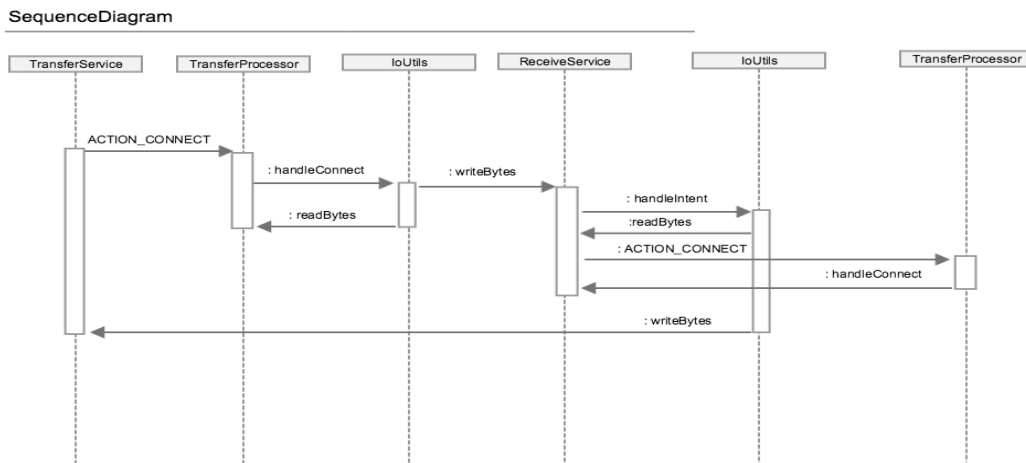 SequenceDiagram
TransferService
TransferProcessor
IoUtils
ReceiveService
IoUtils
TransferProcessor
ACTION_CONNECT
: handleConnect
: writeBytes
: handleIntent
: readBytes
:readBytes
: ACTION_CONNECT
: handleConnect
: writeBytes